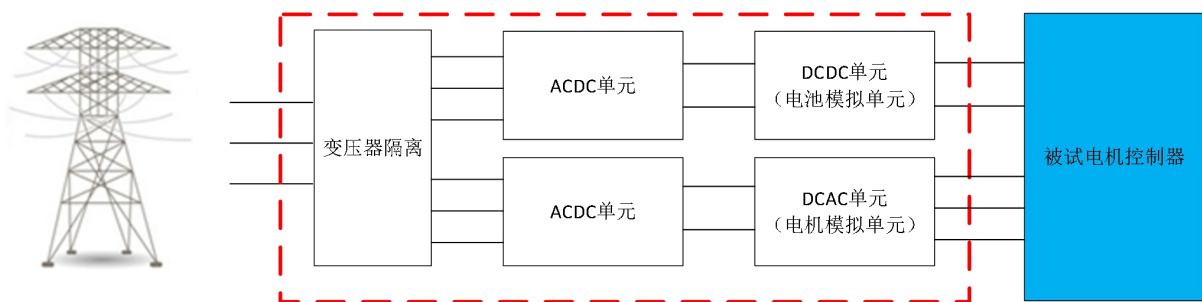 变压器隔离
ACDC单元
DCDC单元
（电池模拟单元）
ACDC单元
DCAC单元
（电机模拟单元）
被试电机控制器